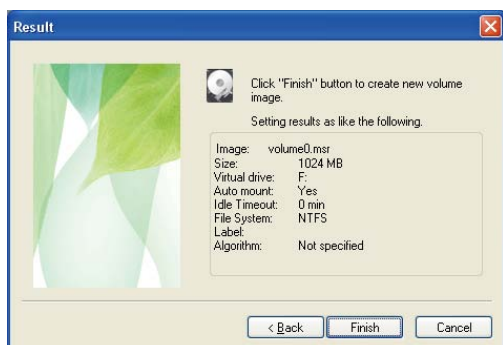 Result
Click "Finish" button to create new volume
image.
Setting results as like the following.
Image: volume0.msr
Size: 1024 MB
Virtual drive: F:
Auto mount: Yes
Idle Timeout: 0 min
File System: NTFS
Label:
Algorithm: Not specified
< Back Finish Cancel